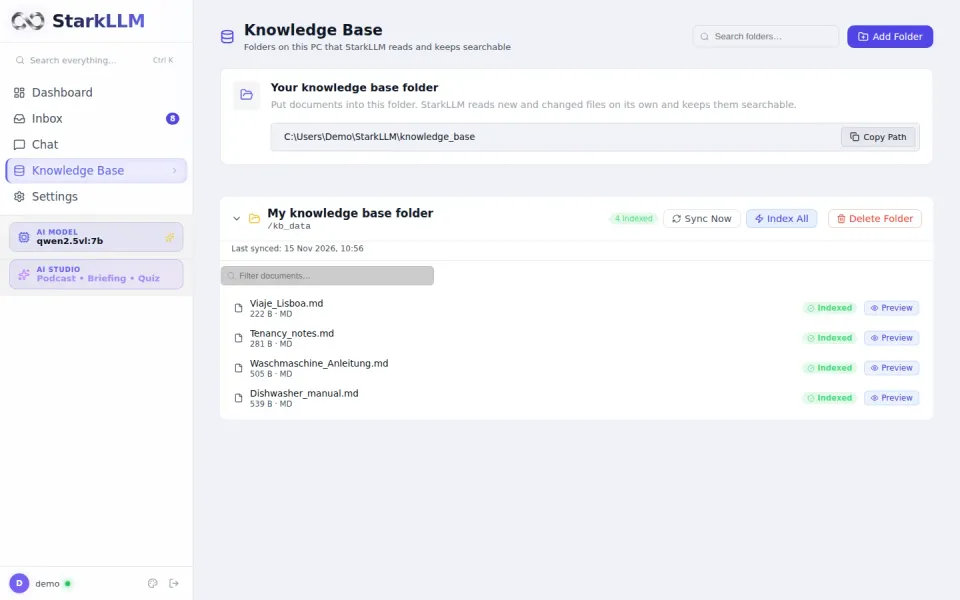 StarkLLM
Search everything...
Ctrl K
Dashboard
Inbox
8
Chat
Knowledge Base
Settings
AI MODEL
qwen2.5vl:7b
AI STUDIO
Podcast • Briefing • Quiz
D
demo
Knowledge Base
Folders on this PC that StarkLLM reads and keeps searchable
Search folders...
Add Folder
Your knowledge base folder
Put documents into this folder. StarkLLM reads new and changed files on its own and keeps them searchable.
C:\Users\Demo\StarkLLM\knowledge_base
Copy Path
My knowledge base folder
/kb_data
4 indexed
Sync Now
Index All
Delete Folder
Last synced: 15 Nov 2026, 10:56
Filter documents...
Viaje_Lisboa.md
222 B · MD
Indexed
Preview
Tenancy_notes.md
281 B · MD
Indexed
Preview
Waschmaschine_Anleitung.md
505 B · MD
Indexed
Preview
Dishwasher_manual.md
539 B · MD
Indexed
Preview